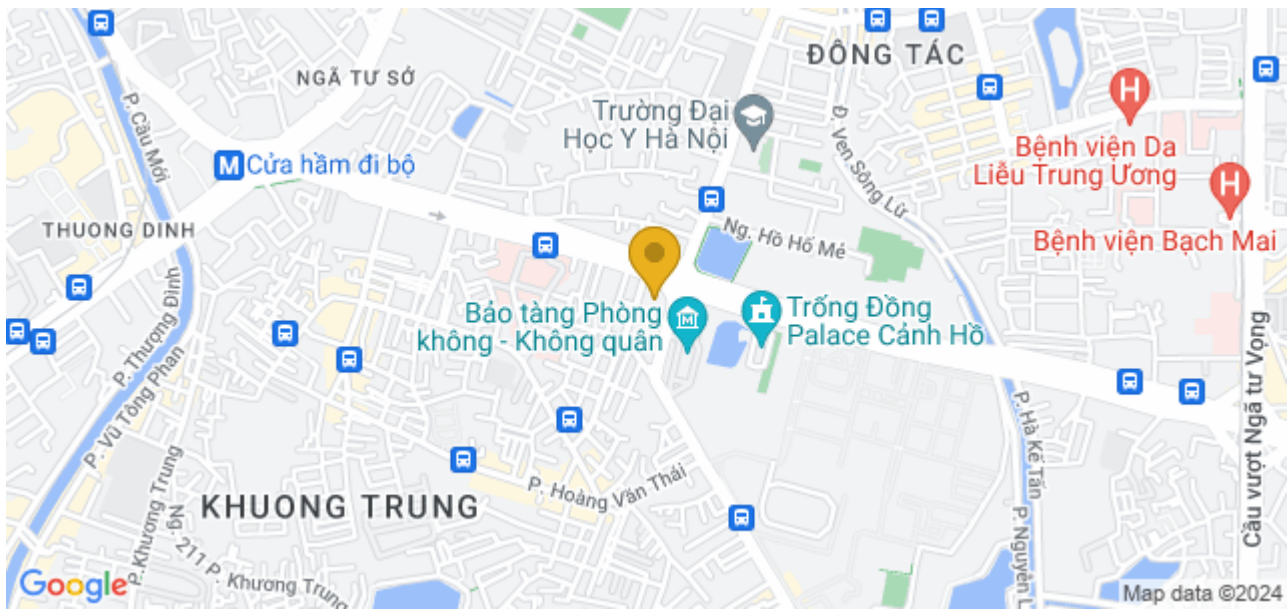 ĐÔNG TÁC
NGÃ TƯ SỞ
P. Cầu Mới
Trường Đại
Học Y Hà Nội
Đ. Ven Sông Lừ
H
Bệnh viện Da
Liễu Trung Ương
M Cửa hầm đi bộ
H
Bệnh viện Bạch Mai
THUONG DINH
Ng. Hồ Hố Mẻ
P. Thượng Đình
P. Vũ Tông Phan
Bảo tàng Phòng
không - Không quân
M
Trống Đồng
Palace Cảnh Hồ
Cầu vượt Ngã tư Vọng
P. Hà Kế Tấn
P. Hoàng Văn Thái
KHUONG TRUNG
P. Khương Trung
Ng. 211 P. Khương Trung
P. Nguyễn L
Google
Map data ©2024